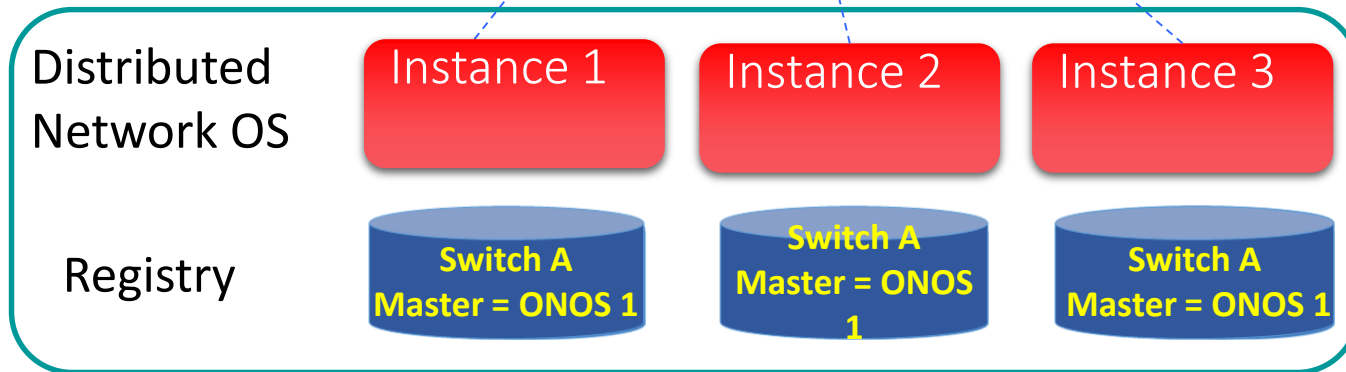 Distributed
Network OS
Instance 1
Instance 2
Instance 3
Registry
Switch A
Master = ONOS 1
Switch A
Master = ONOS
1
Switch A
Master = ONOS 1